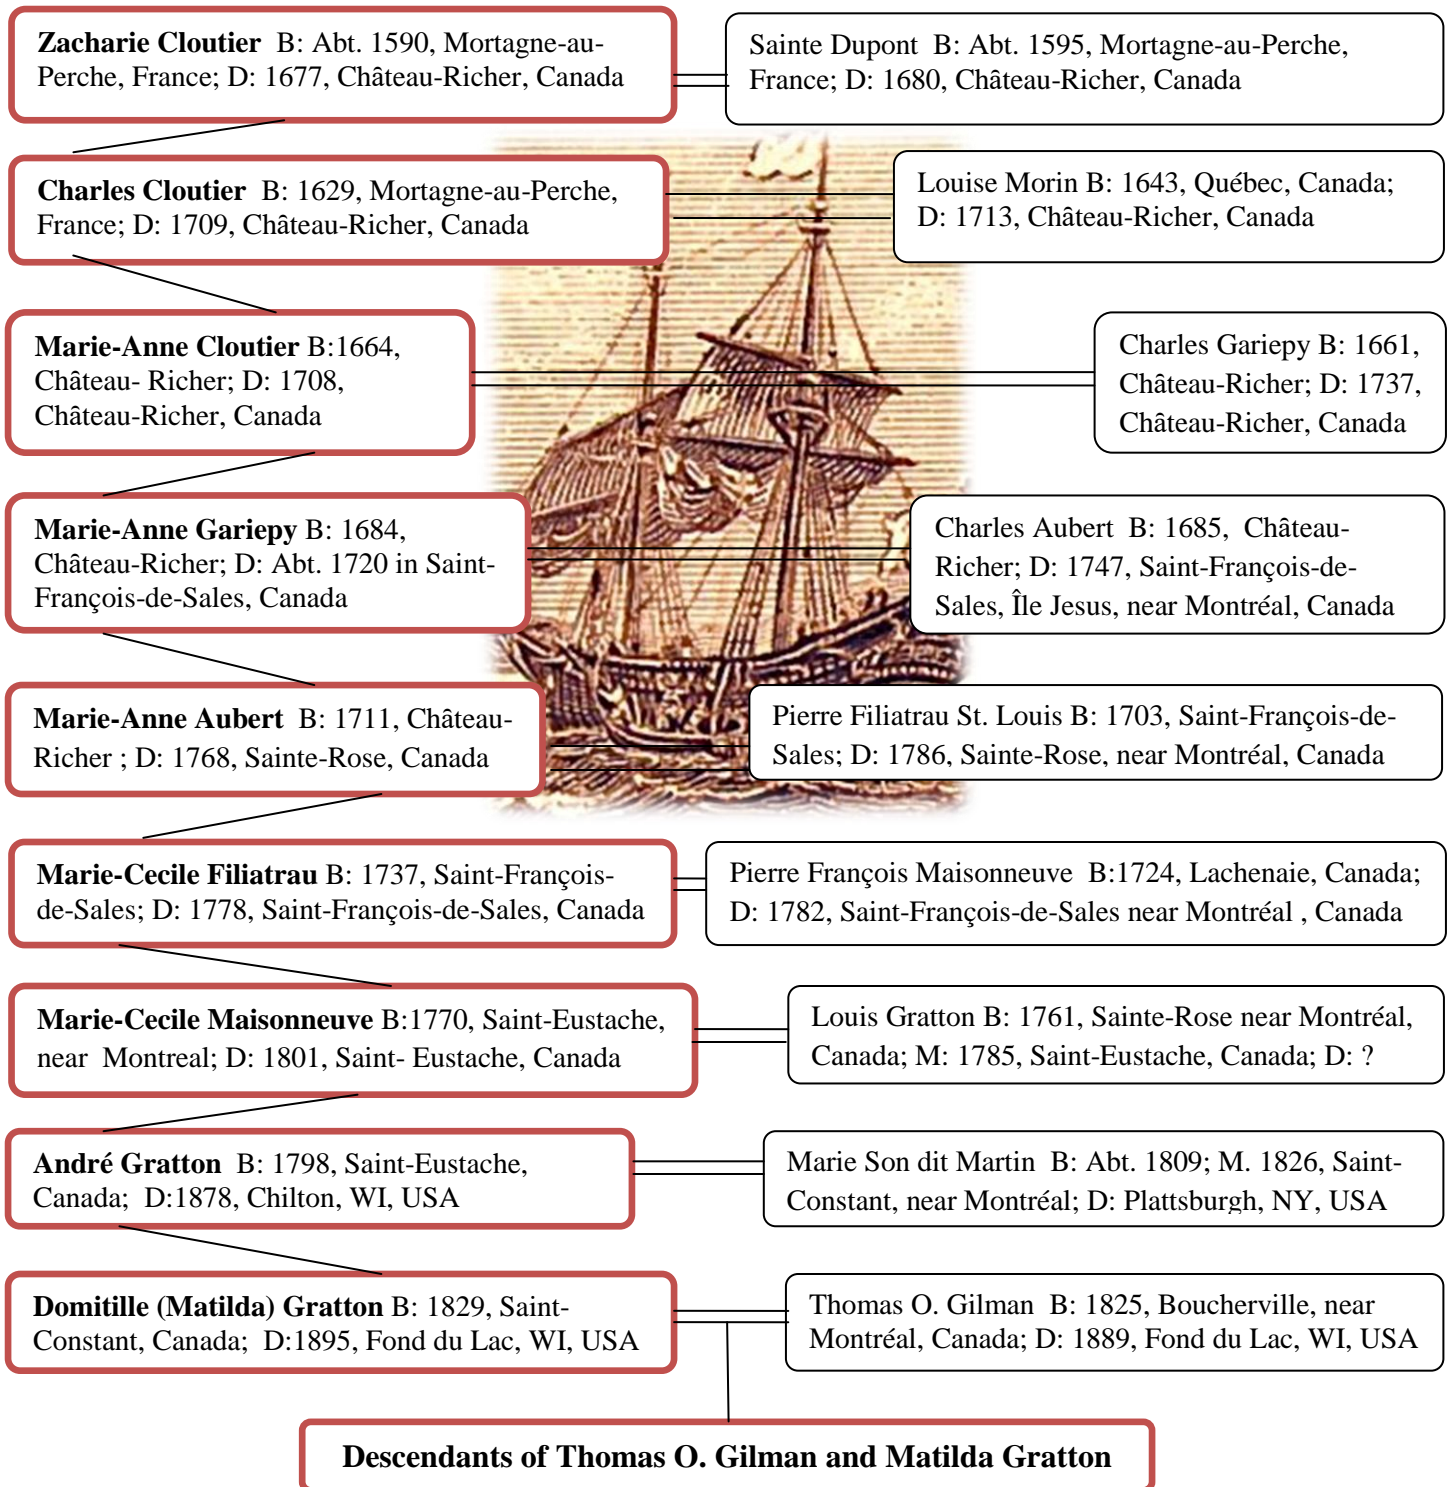 Zacharie Cloutier B: Abt. 1590, Mortagne-au-
Perche, France; D: 1677, Château-Richer, Canada
Sainte Dupont B: Abt. 1595, Mortagne-au-Perche,
France; D: 1680, Château-Richer, Canada
Charles Cloutier B: 1629, Mortagne-au-Perche,
France; D: 1709, Château-Richer, Canada
Louise Morin B: 1643, Québec, Canada;
D: 1713, Château-Richer, Canada
Marie-Anne Cloutier B:1664,
Château- Richer; D: 1708,
Château-Richer, Canada
Charles Gariepy B: 1661,
Château-Richer; D: 1737,
Château-Richer, Canada
Marie-Anne Gariepy B: 1684,
Château-Richer; D: Abt. 1720 in Saint-
François-de-Sales, Canada
Charles Aubert B: 1685, Château-
Richer; D: 1747, Saint-François-de-
Sales, Île Jesus, near Montréal, Canada
Marie-Anne Aubert B: 1711, Château-
Richer ; D: 1768, Sainte-Rose, Canada
Pierre Filiatrau St. Louis B: 1703, Saint-François-de-
Sales; D: 1786, Sainte-Rose, near Montréal, Canada
Marie-Cecile Filiatrau B: 1737, Saint-François-
de-Sales; D: 1778, Saint-François-de-Sales, Canada
Pierre François Maisonneuve B:1724, Lachenaie, Canada;
D: 1782, Saint-François-de-Sales near Montréal , Canada
Marie-Cecile Maisonneuve B:1770, Saint-Eustache,
near Montreal; D: 1801, Saint- Eustache, Canada
Louis Gratton B: 1761, Sainte-Rose near Montréal,
Canada; M: 1785, Saint-Eustache, Canada; D: ?
André Gratton B: 1798, Saint-Eustache,
Canada; D:1878, Chilton, WI, USA
Marie Son dit Martin B: Abt. 1809; M. 1826, Saint-
Constant, near Montréal; D: Plattsburgh, NY, USA
Domitille (Matilda) Gratton B: 1829, Saint-
Constant, Canada; D:1895, Fond du Lac, WI, USA
Thomas O. Gilman B: 1825, Boucherville, near
Montréal, Canada; D: 1889, Fond du Lac, WI, USA
Descendants of Thomas O. Gilman and Matilda Gratton